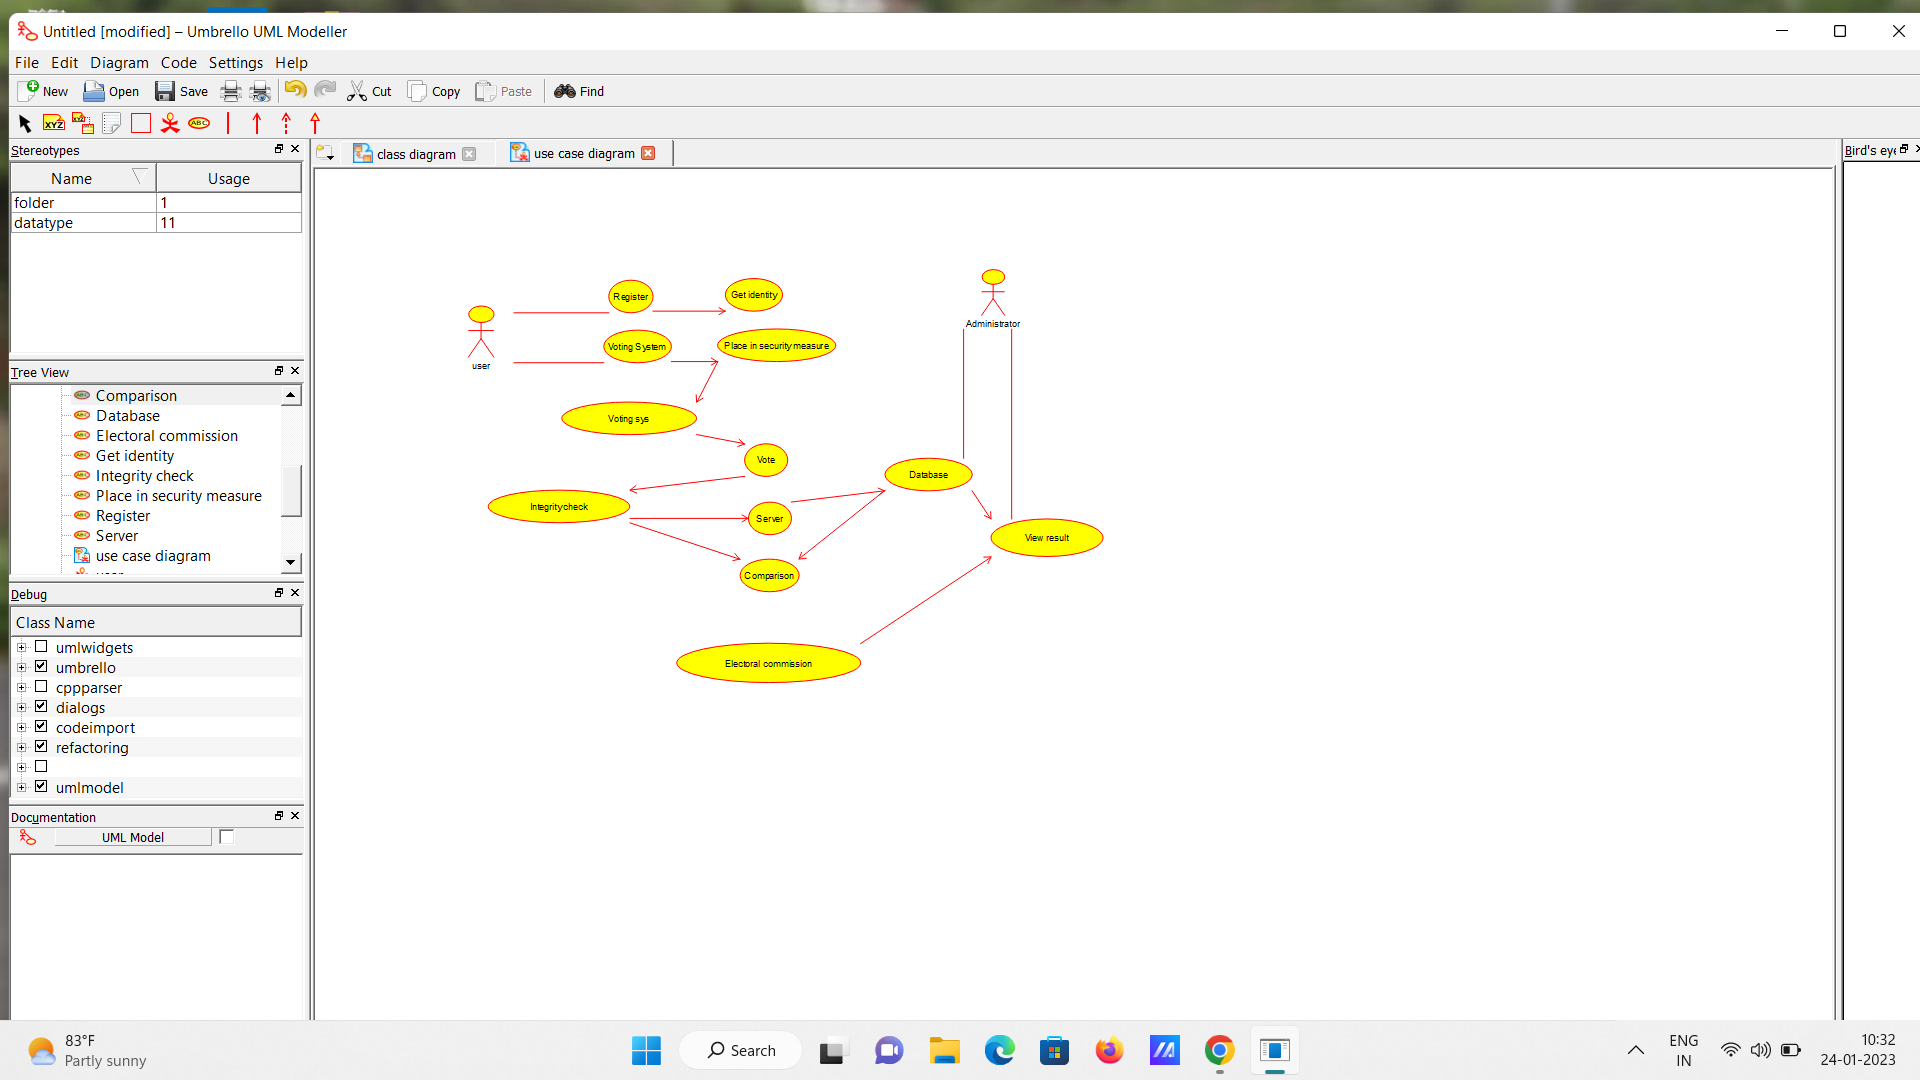 Untitled [modified] – Umbrello UML Modeller
File Edit Diagram Code Settings Help
New Open Save Cut Copy Paste Find
XYZ XYZ ABC
Stereotypes
Name Usage
folder 1
datatype 11
Tree View
Comparison
Database
Electoral commission
Get identity
Integrity check
Place in security measure
Register
Server
use case diagram
Debug
Class Name
umlwidgets
umbrello
cppparser
dialogs
codeimport
refactoring
umlmodel
Documentation
UML Model
class diagram
use case diagram
Bird's eye
Register
Get identity
user
Voting System
Place in security measure
Administrator
Voting sys
Vote
Database
Integrity check
Server
View result
Comparison
Electoral commission
83°F
Partly sunny
Search
ENG
IN
10:32
24-01-2023